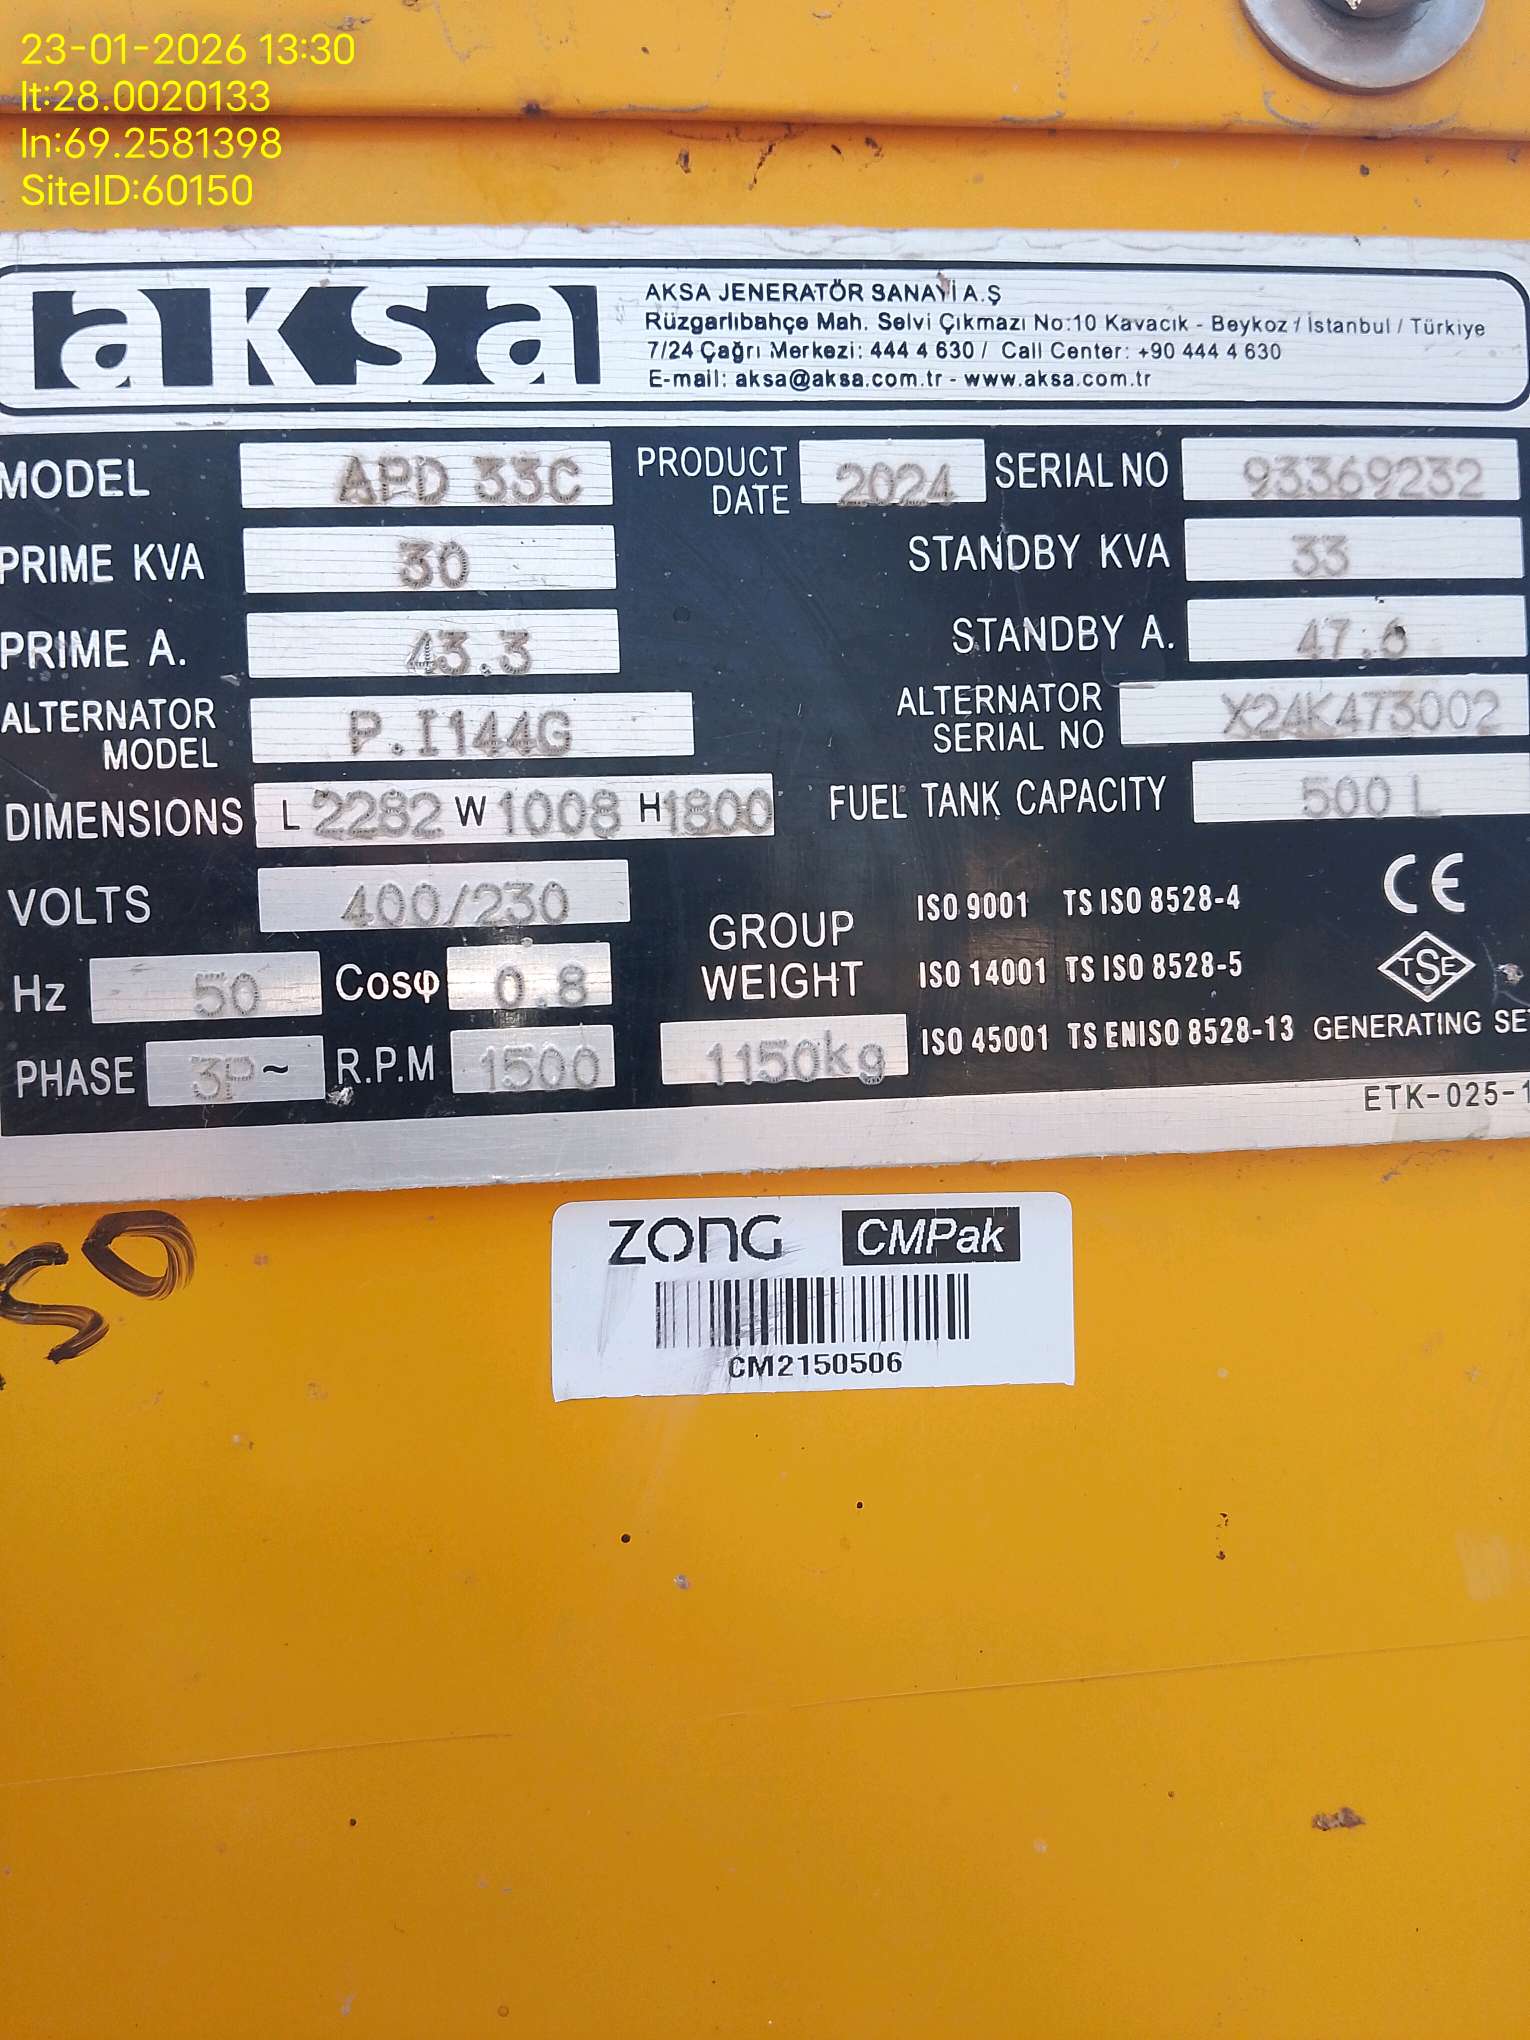 23-01-2026 13:30
lt:28.0020133
ln:69.2581398
SiteID:60150
aksa
AKSA JENERATÖR SANAYİ A.Ş
Rüzgarlıbahçe Mah. Selvi Çıkmazı No:10 Kavacık - Beykoz / İstanbul / Türkiye
7/24 Çağrı Merkezi: 444 4 630 / Call Center: +90 444 4 630
E-mail: aksa@aksa.com.tr - www.aksa.com.tr
MODEL APD 33C PRODUCT DATE 2024 SERIAL NO 93369232
PRIME KVA 30 STANDBY KVA 33
PRIME A. 43.3 STANDBY A. 47.6
ALTERNATOR MODEL P.I144G ALTERNATOR SERIAL NO X24K473002
DIMENSIONS L 2282 W 1008 H 1800 FUEL TANK CAPACITY 500 L
VOLTS 400/230 GROUP WEIGHT 1150kg
Hz 50 Cosφ 0.8
PHASE 3P~ R.P.M 1500
ISO 9001 TS ISO 8528-4 CE
ISO 14001 TS ISO 8528-5 TSE
ISO 45001 TS EN ISO 8528-13 GENERATING SET
ETK-025-1
50
zong CMPak
CM2150506